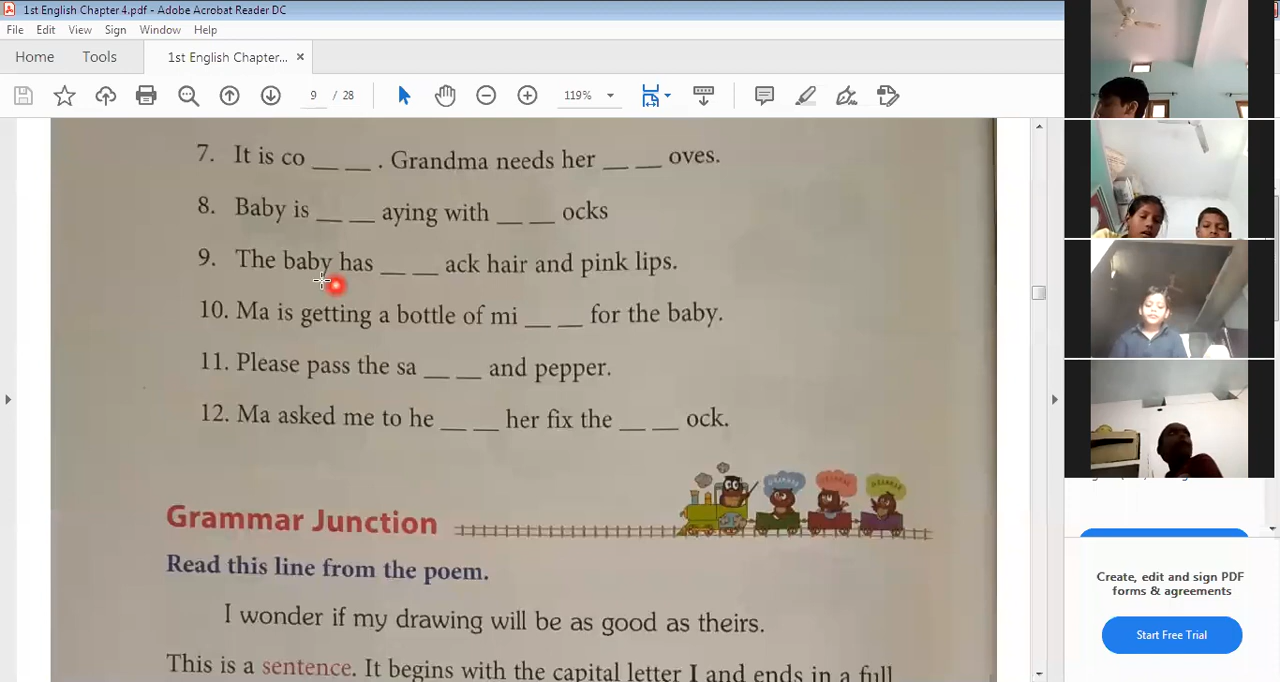 1st English Chapter 4.pdf - Adobe Acrobat Reader DC
File Edit View Sign Window Help
Home Tools 1st English Chapter... ×
9 / 28 119%
7. It is co __ __ . Grandma needs her __ __ oves.
8. Baby is __ __ aying with __ __ ocks
9. The baby has __ __ ack hair and pink lips.
10. Ma is getting a bottle of mi __ __ for the baby.
11. Please pass the sa __ __ and pepper.
12. Ma asked me to he __ __ her fix the __ __ ock.
Grammar Junction
Read this line from the poem.
I wonder if my drawing will be as good as theirs.
This is a sentence. It begins with the capital letter I and ends in a full
Create, edit and sign PDF
forms & agreements
Start Free Trial